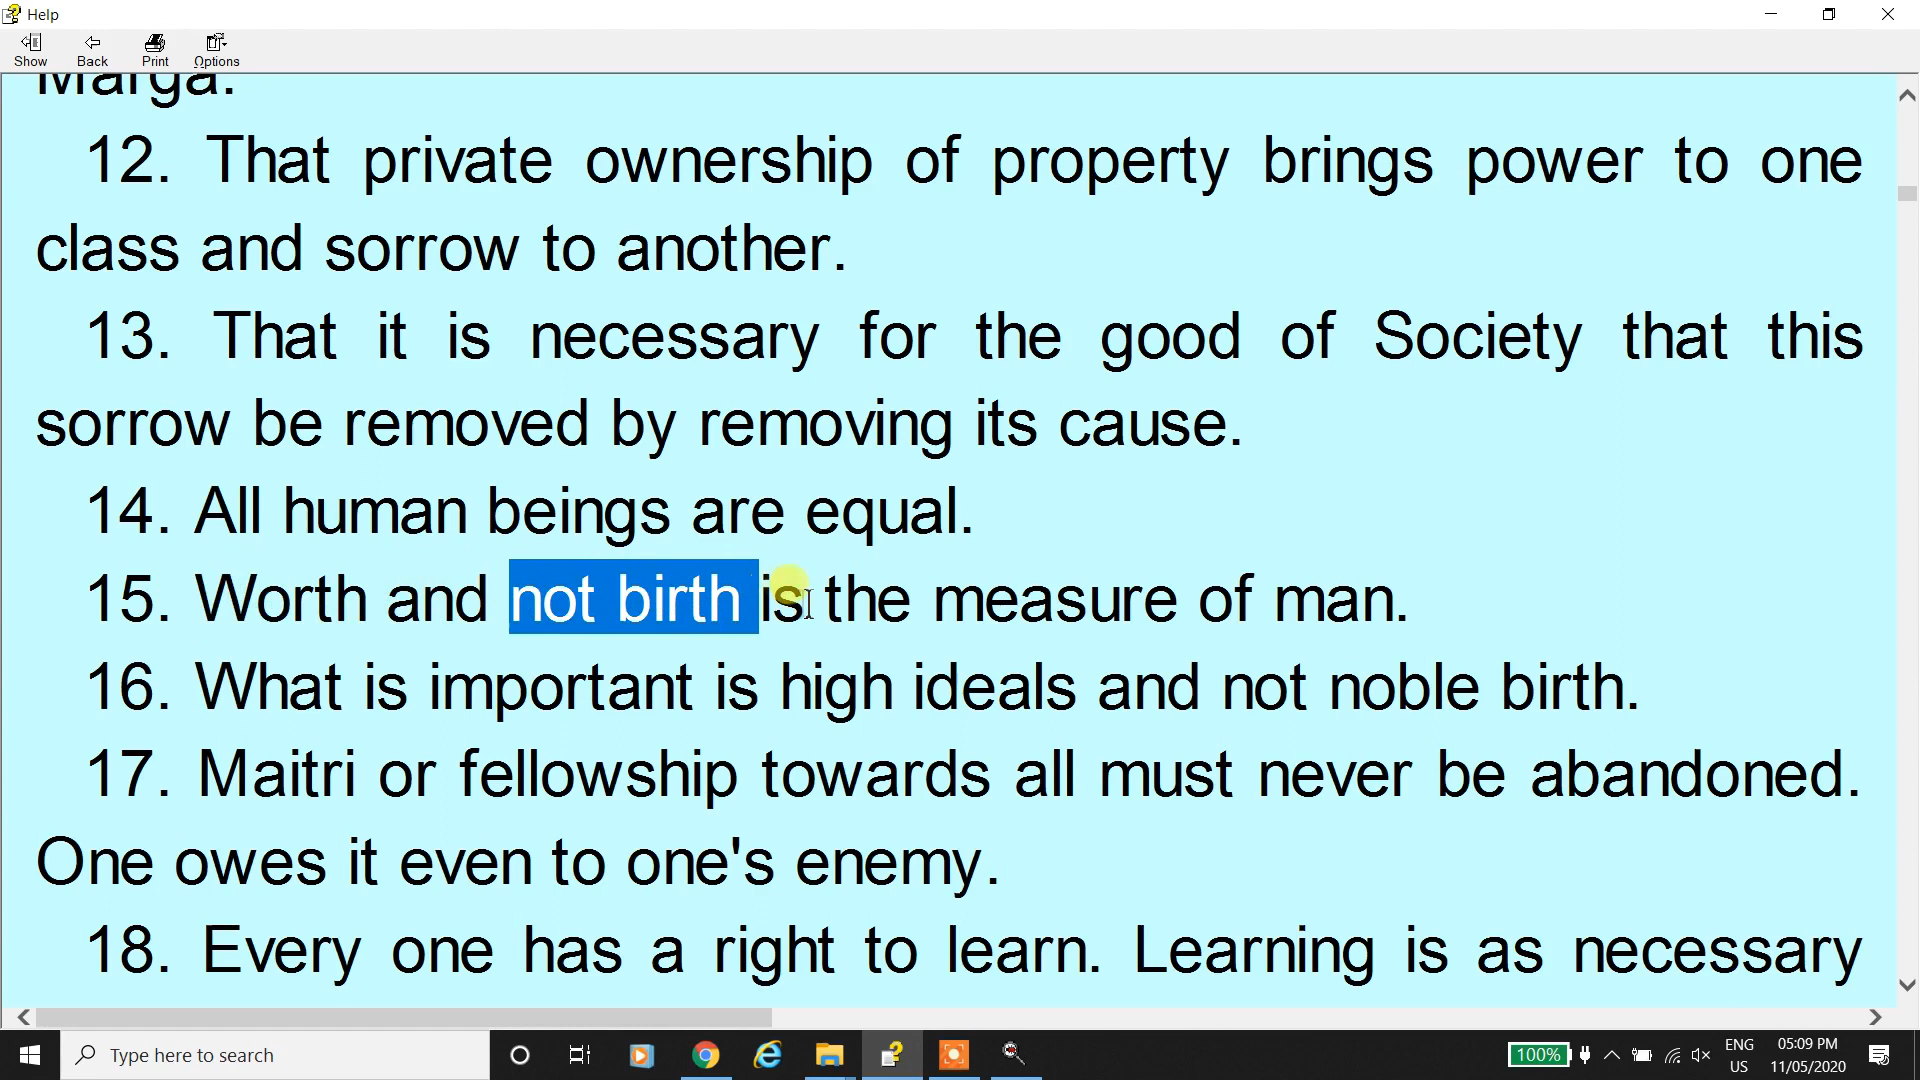 Help
Show Back Print Options
Marga.
12. That private ownership of property brings power to one
class and sorrow to another.
13. That it is necessary for the good of Society that this
sorrow be removed by removing its cause.
14. All human beings are equal.
15. Worth and not birth is the measure of man.
16. What is important is high ideals and not noble birth.
17. Maitri or fellowship towards all must never be abandoned.
One owes it even to one's enemy.
18. Every one has a right to learn. Learning is as necessary
Type here to search
100%
ENG
US
05:09 PM
11/05/2020